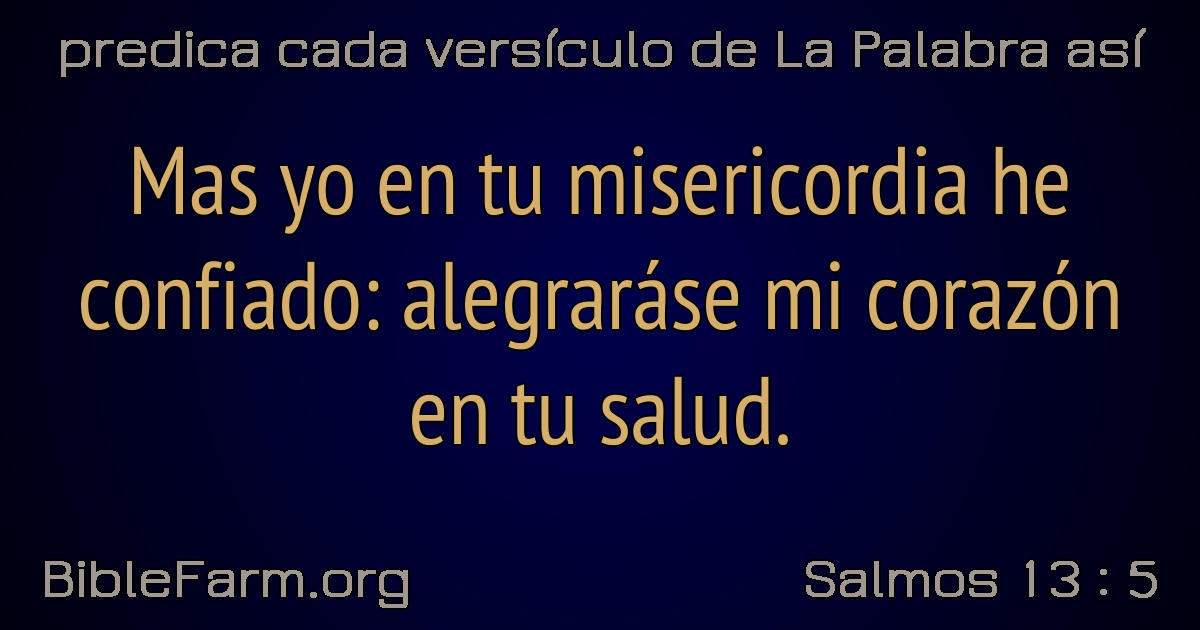 predica cada versículo de La Palabra así
Mas yo en tu misericordia he
confiado: alegraráse mi corazón
en tu salud.
BibleFarm.org
Salmos 13 : 5